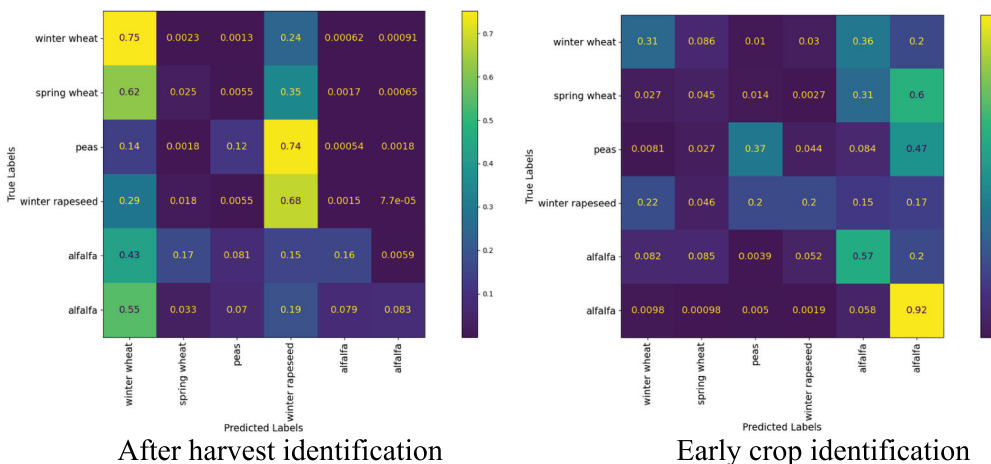 winter wheat 0.75 0.0023 0.0013 0.24 0.00062 0.00091
spring wheat 0.62 0.025 0.0055 0.35 0.0017 0.00065
peas 0.14 0.0018 0.12 0.74 0.00054 0.0018
winter rapeseed 0.29 0.018 0.0055 0.68 0.0015 7.7e-05
alfalfa 0.43 0.17 0.081 0.15 0.16 0.0059
alfalfa 0.55 0.033 0.07 0.19 0.079 0.083
True Labels
winter wheat spring wheat peas winter rapeseed alfalfa alfalfa
Predicted Labels
0.7
0.6
0.5
0.4
0.3
0.2
0.1
After harvest identification
winter wheat 0.31 0.086 0.01 0.03 0.36 0.2
spring wheat 0.027 0.045 0.014 0.0027 0.31 0.6
peas 0.0081 0.027 0.37 0.044 0.084 0.47
winter rapeseed 0.22 0.046 0.2 0.2 0.15 0.17
alfalfa 0.082 0.085 0.0039 0.052 0.57 0.2
alfalfa 0.0098 0.00098 0.005 0.0019 0.058 0.92
True Labels
winter wheat spring wheat peas winter rapeseed alfalfa alfalfa
Predicted Labels
Early crop identification